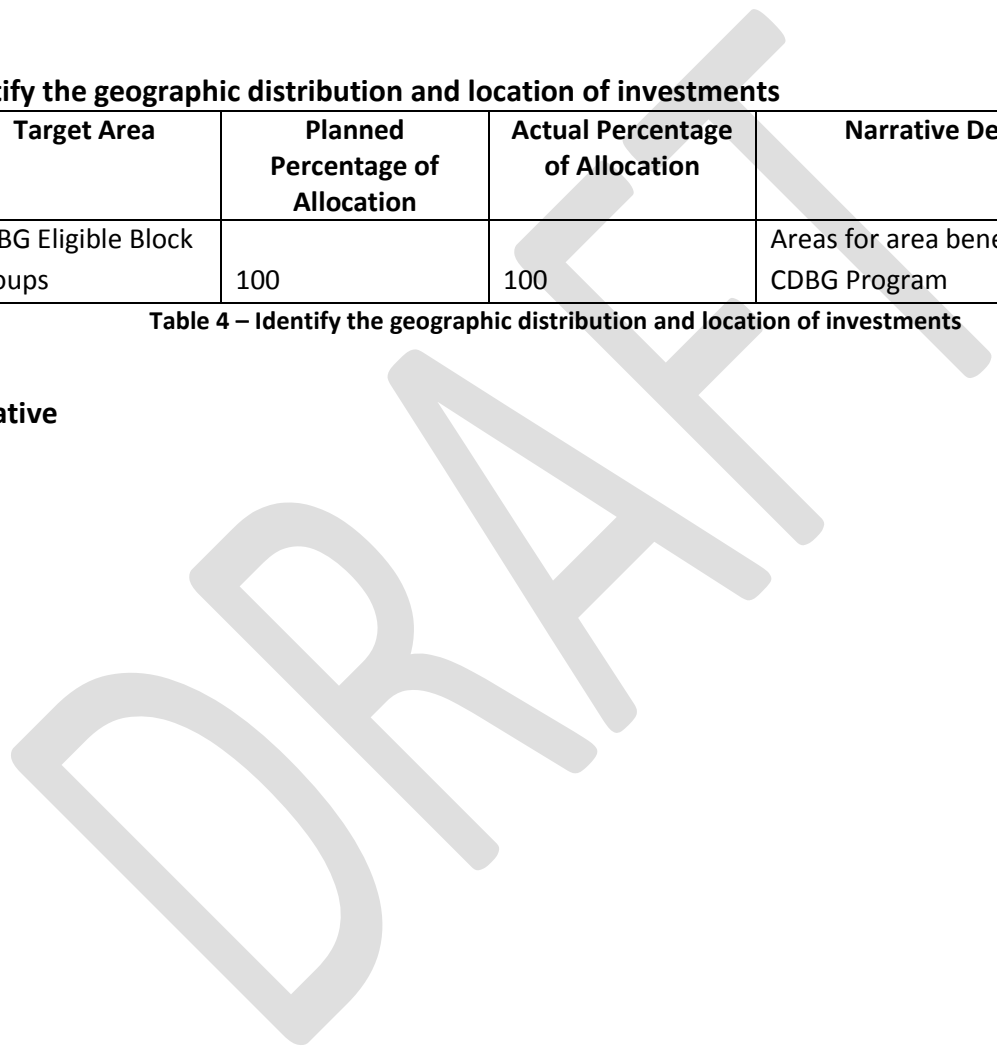 tify the geographic distribution and location of investments
Target Area
Planned Percentage of Allocation
Actual Percentage of Allocation
Narrative De
BG Eligible Block
oups
100
100
Areas for area bene
CDBG Program
Table 4 – Identify the geographic distribution and location of investments
ative
DRAFT